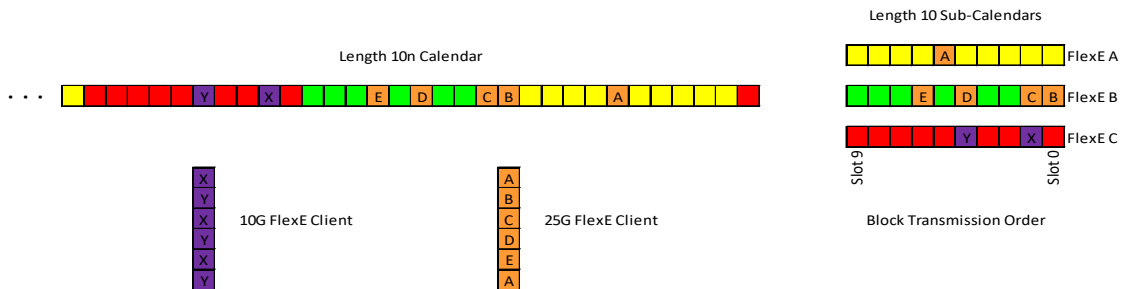 Length 10 Sub-Calendars
Length 10n Calendar
A FlexE A
. . . Y X E D C B A
E D C B FlexE B
Y X FlexE C
Slot 9 Slot 0
X
Y
X
Y
X
Y
10G FlexE Client
A
B
C
D
E
A
25G FlexE Client
Block Transmission Order